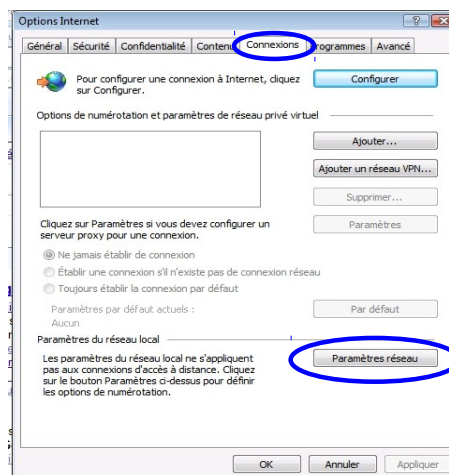 Options Internet
Général Sécurité Confidentialité Contenu Connexions Programmes Avancé
Pour configurer une connexion à Internet, cliquez
sur Configurer.
Configurer
Options de numérotation et paramètres de réseau privé virtuel
Ajouter...
Ajouter un réseau VPN...
Supprimer...
Cliquez sur Paramètres si vous devez configurer un
serveur proxy pour une connexion.
Paramètres
Ne jamais établir de connexion
Établir une connexion s'il n'existe pas de connexion réseau
Toujours établir la connexion par défaut
Paramètres par défaut actuels :
Aucun
Par défaut
Paramètres du réseau local
Les paramètres du réseau local ne s'appliquent
pas aux connexions d'accès à distance. Cliquez
sur le bouton Paramètres ci-dessus pour définir
les options de numérotation.
Paramètres réseau
OK Annuler Appliquer